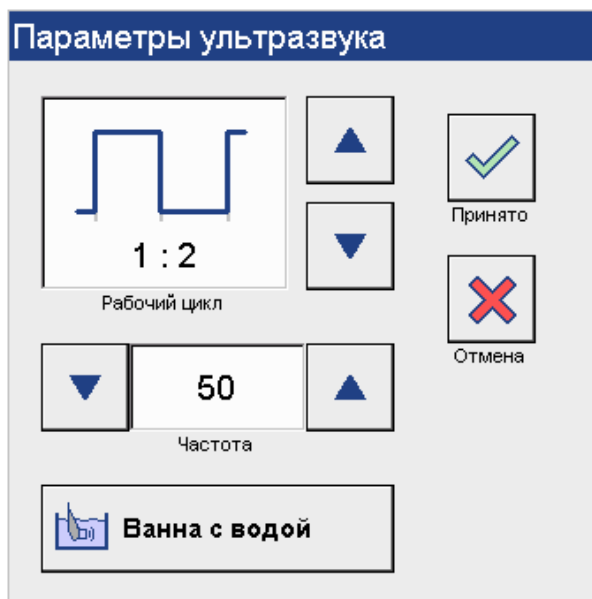 Параметры ультразвука
1 : 2
Рабочий цикл
Принято
Отмена
50
Частота
Ванна с водой